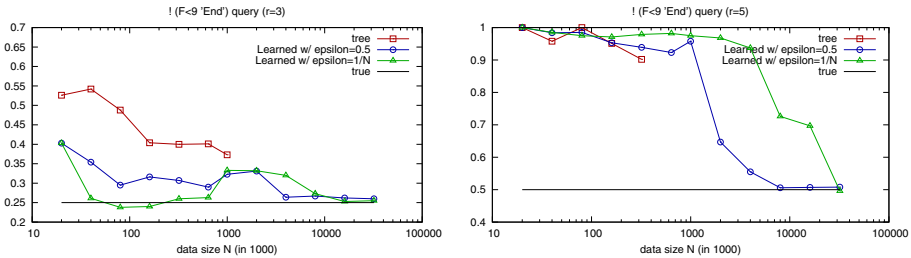 ! (F<9 'End') query (r=3)
0.7
0.65
0.6
0.55
0.5
0.45
0.4
0.35
0.3
0.25
0.2
tree
Learned w/ epsilon=0.5
Learned w/ epsilon=1/N
true
10
100
1000
10000
100000
data size N (in 1000)
! (F<9 'End') query (r=5)
1
0.9
0.8
0.7
0.6
0.5
0.4
tree
Learned w/ epsilon=0.5
Learned w/ epsilon=1/N
true
10
100
1000
10000
100000
data size N (in 1000)